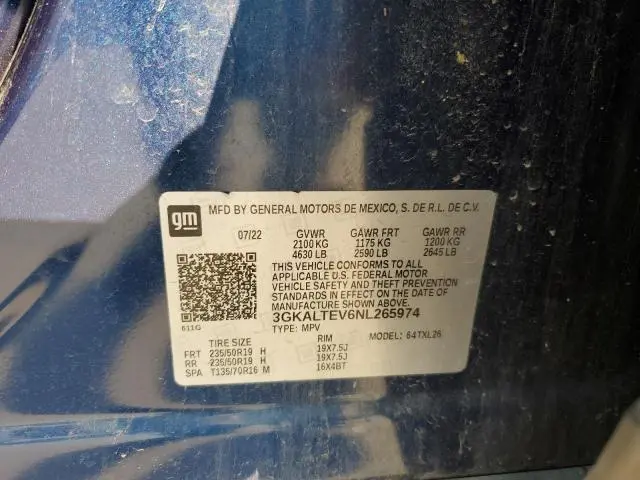 gm
MFD BY GENERAL MOTORS DE MEXICO, S. DE R.L. DE C.V.
07/22 GVWR GAWR FRT GAWR RR
2100 KG 1175 KG 1200 KG
4630 LB 2590 LB 2645 LB
THIS VEHICLE CONFORMS TO ALL
APPLICABLE U.S. FEDERAL MOTOR
VEHICLE SAFETY AND THEFT
PREVENTION STANDARDS IN
EFFECT ON THE DATE OF
MANUFACTURE SHOWN ABOVE.
3GKALTEV6NL265974
611G
TYPE: MPV MODEL: 64TXL26
TIRE SIZE RIM
FRT 235/50R19 H 19X7.5J
RR 235/50R19 H 19X7.5J
SPA T135/70R16 M 16X4BT